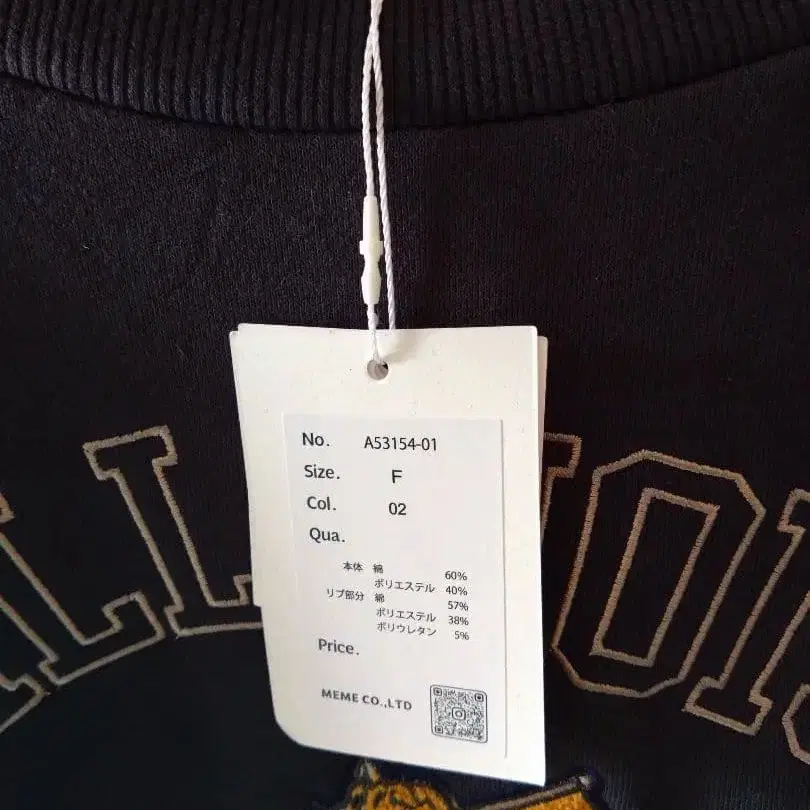 No. A53154-01
Size. F
Col. 02
Qua.
本体 綿 60%
ポリエステル 40%
リブ部分 綿 57%
ポリエステル 38%
ポリウレタン 5%
Price.
MEME CO.,LTD
LL
OI